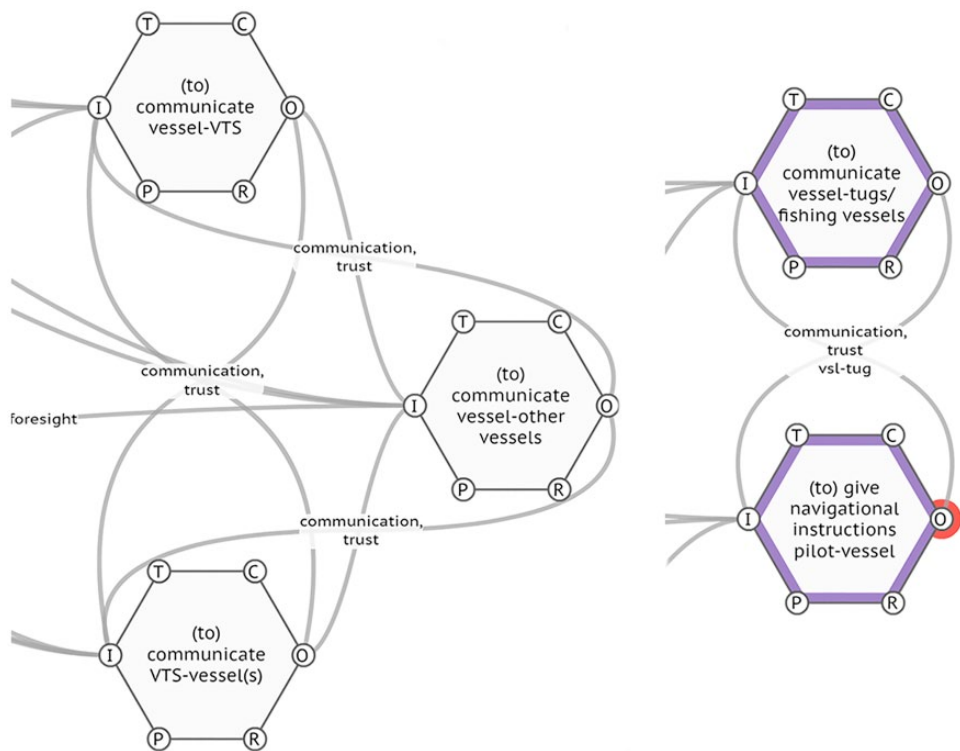 T C
(to)
I communicate O
vessel-VTS
P R
communication,
trust
communication,
trust
foresight
T C
(to)
communicate
I vessel-other O
vessels
P R
communication,
trust
T C
(to)
I communicate O
VTS-vessel(s)
P R
T C
(to)
I communicate O
vessel-tugs/
fishing vessels
P R
communication,
trust
vsl-tug
T C
(to) give
navigational
I instructions O
pilot-vessel
P R